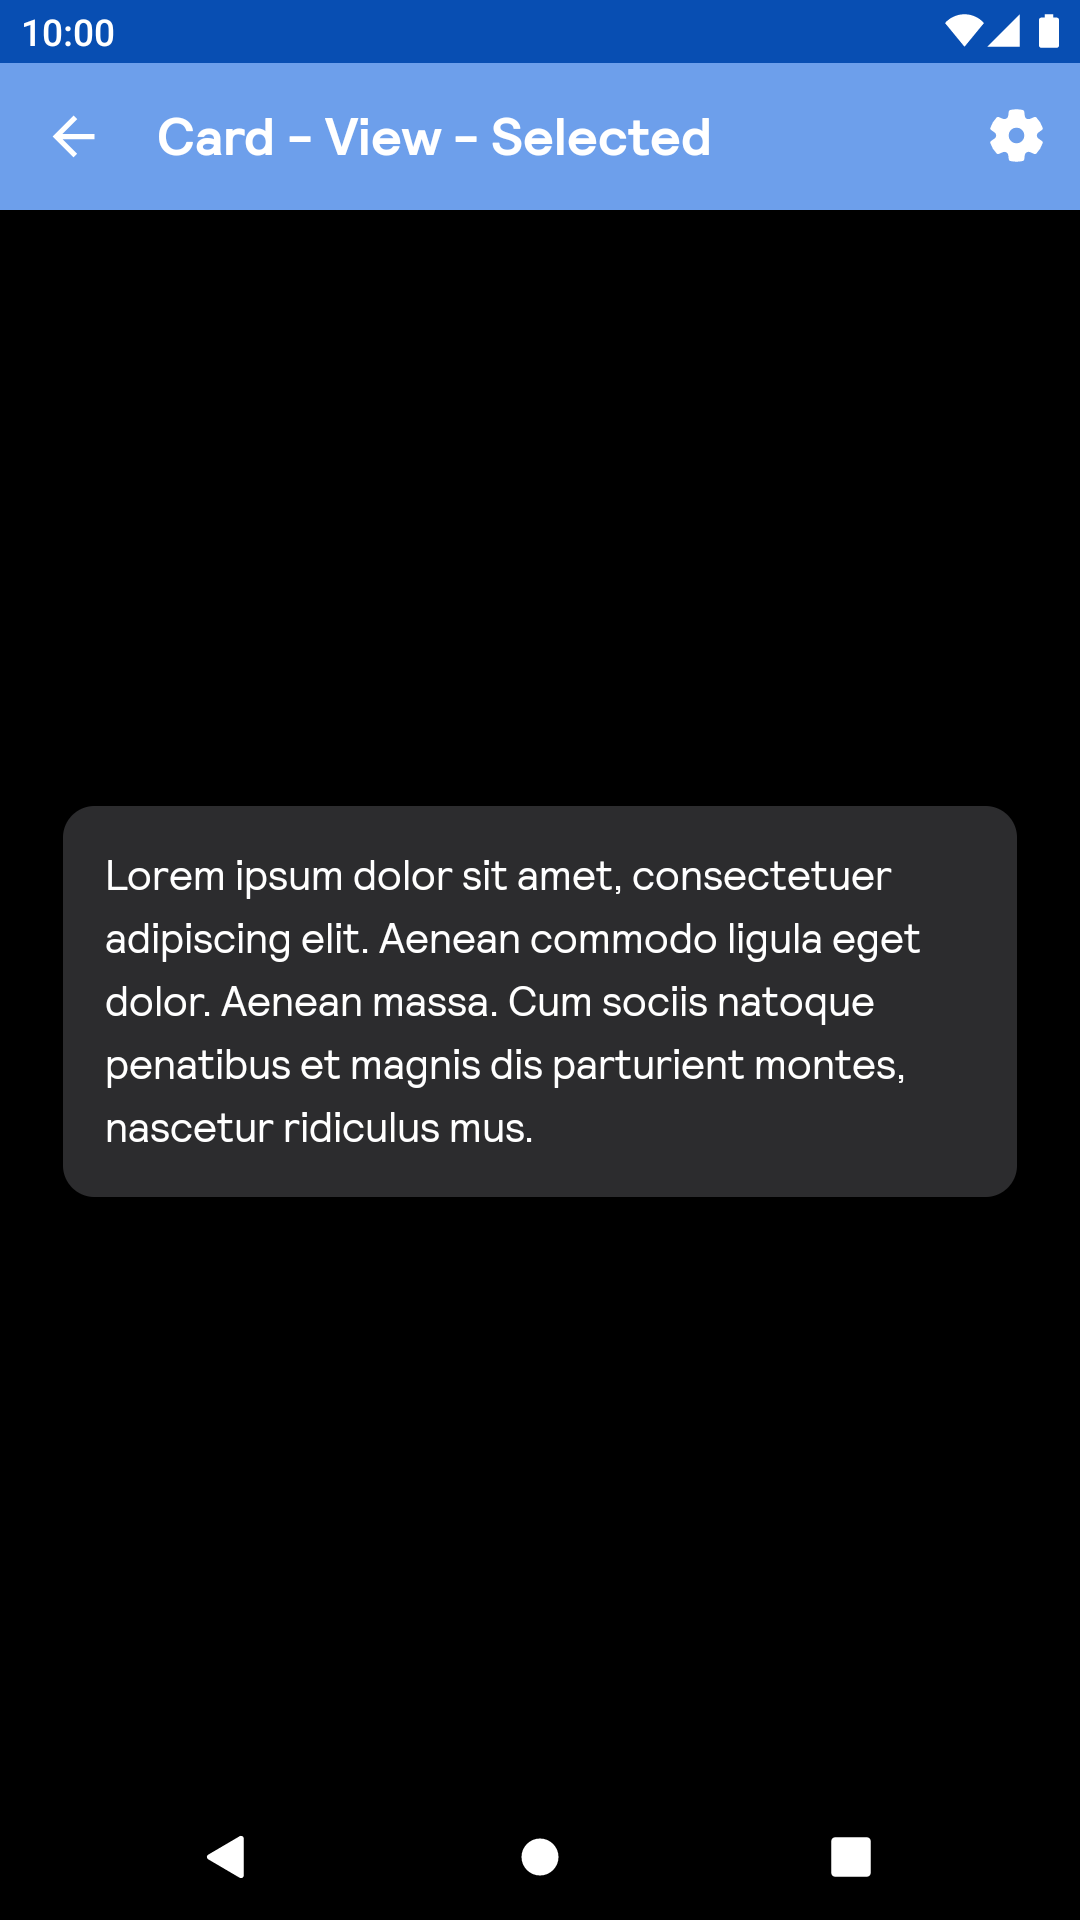 10:00
Card - View - Selected
Lorem ipsum dolor sit amet, consectetuer
adipiscing elit. Aenean commodo ligula eget
dolor. Aenean massa. Cum sociis natoque
penatibus et magnis dis parturient montes,
nascetur ridiculus mus.